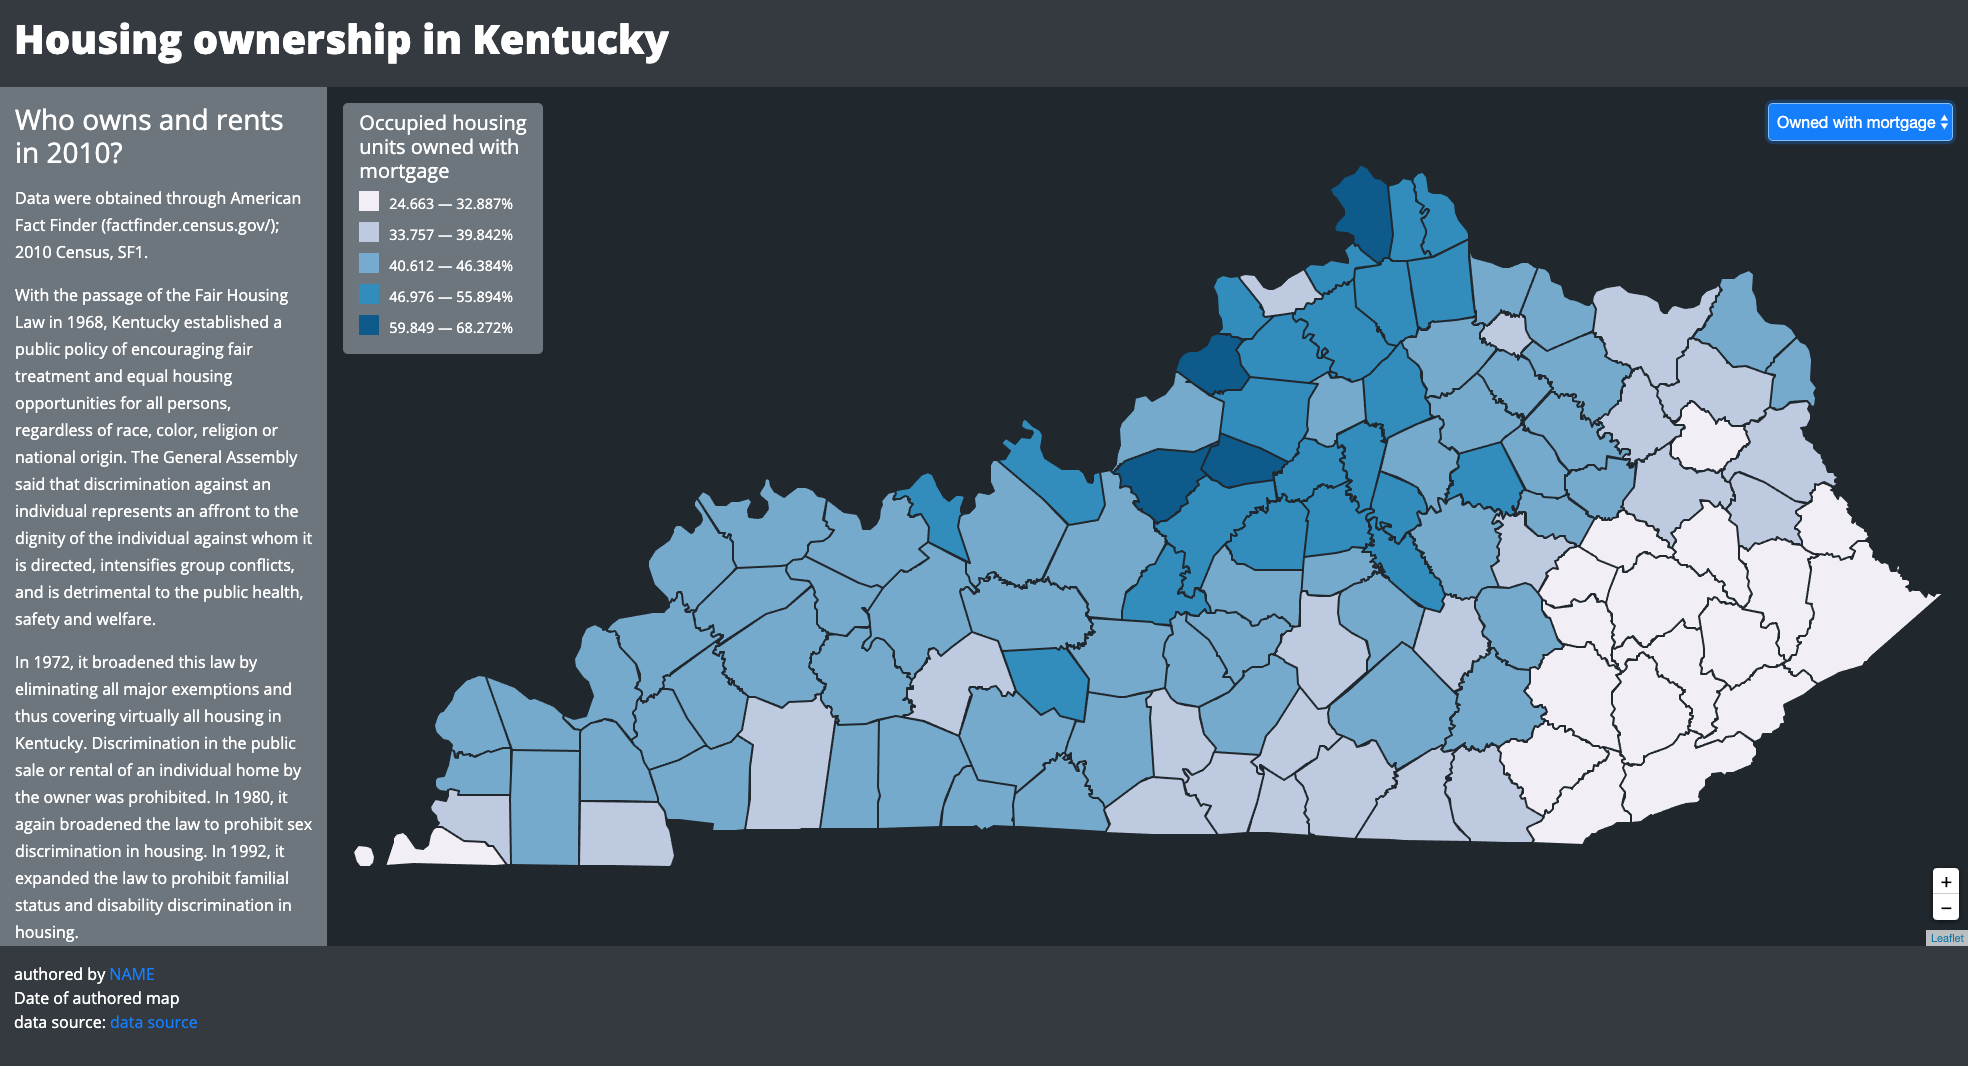 Housing ownership in Kentucky
Who owns and rents
in 2010?
Data were obtained through American
Fact Finder (factfinder.census.gov/);
2010 Census, SF1.
With the passage of the Fair Housing
Law in 1968, Kentucky established a
public policy of encouraging fair
treatment and equal housing
opportunities for all persons,
regardless of race, color, religion or
national origin. The General Assembly
said that discrimination against an
individual represents an affront to the
dignity of the individual against whom it
is directed, intensifies group conflicts,
and is detrimental to the public health,
safety and welfare.
In 1972, it broadened this law by
eliminating all major exemptions and
thus covering virtually all housing in
Kentucky. Discrimination in the public
sale or rental of an individual home by
the owner was prohibited. In 1980, it
again broadened the law to prohibit sex
discrimination in housing. In 1992, it
expanded the law to prohibit familial
status and disability discrimination in
housing.
Occupied housing
units owned with
mortgage
24.663 — 32.887%
33.757 — 39.842%
40.612 — 46.384%
46.976 — 55.894%
59.849 — 68.272%
Owned with mortgage
+
−
Leaflet
authored by NAME
Date of authored map
data source: data source